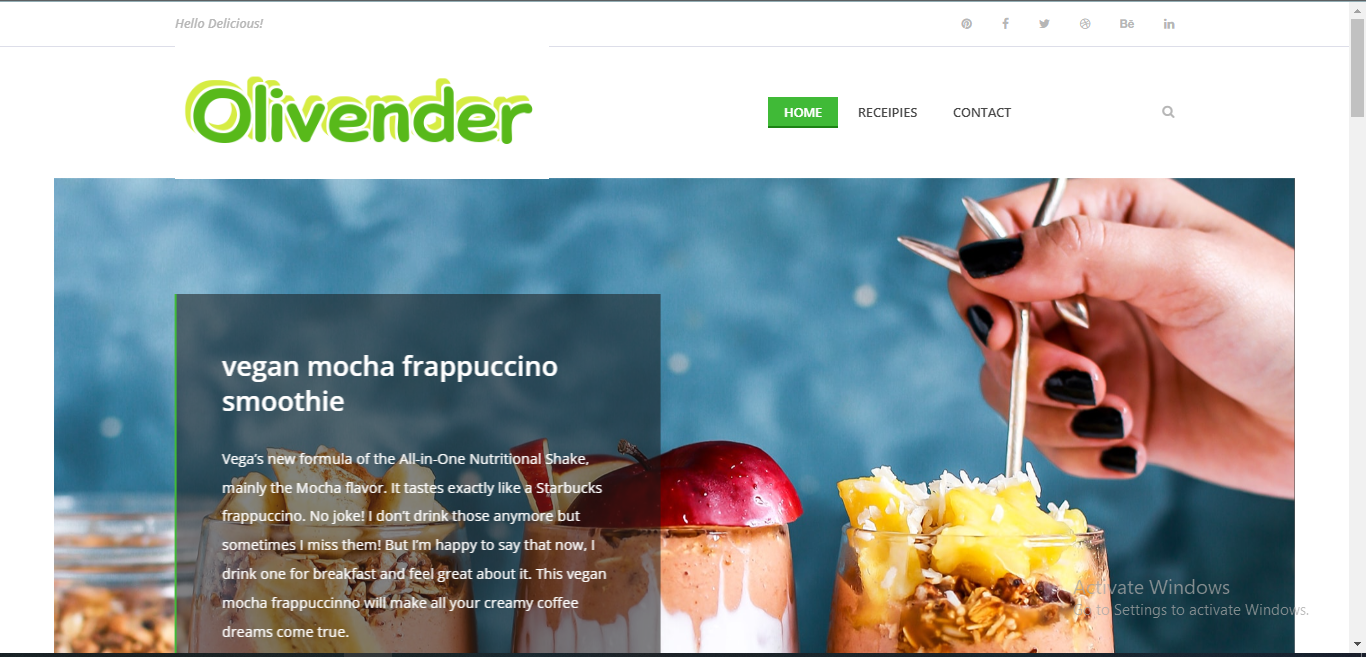 Hello Delicious!
Olivender
HOME RECEIPIES CONTACT
vegan mocha frappuccino
smoothie
Vega’s new formula of the All-in-One Nutritional Shake,
mainly the Mocha flavor. It tastes exactly like a Starbucks
frappuccino. No joke! I don’t drink those anymore but
sometimes I miss them! But I’m happy to say that now, I
drink one for breakfast and feel great about it. This vegan
mocha frappuccinno will make all your creamy coffee
dreams come true.
Activate Windows
Go to Settings to activate Windows.